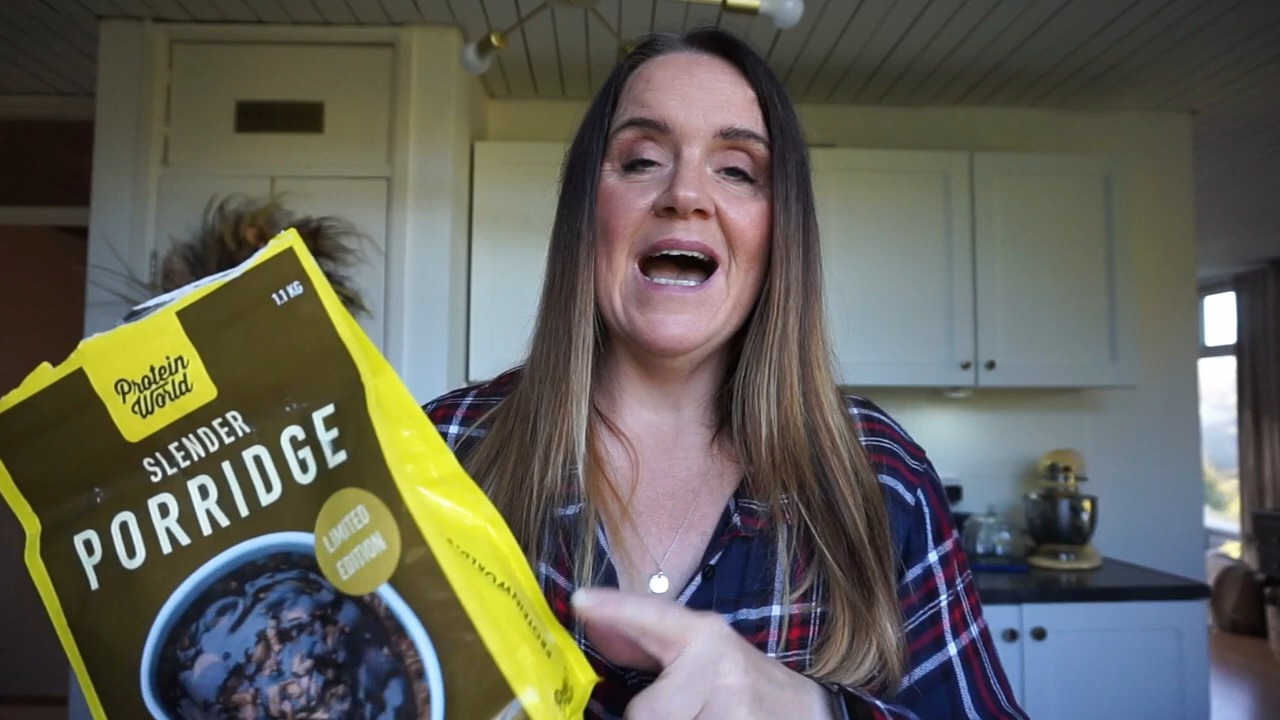 1.1 KG
Protein
World
SLENDER
PORRIDGE
LIMITED
EDITION